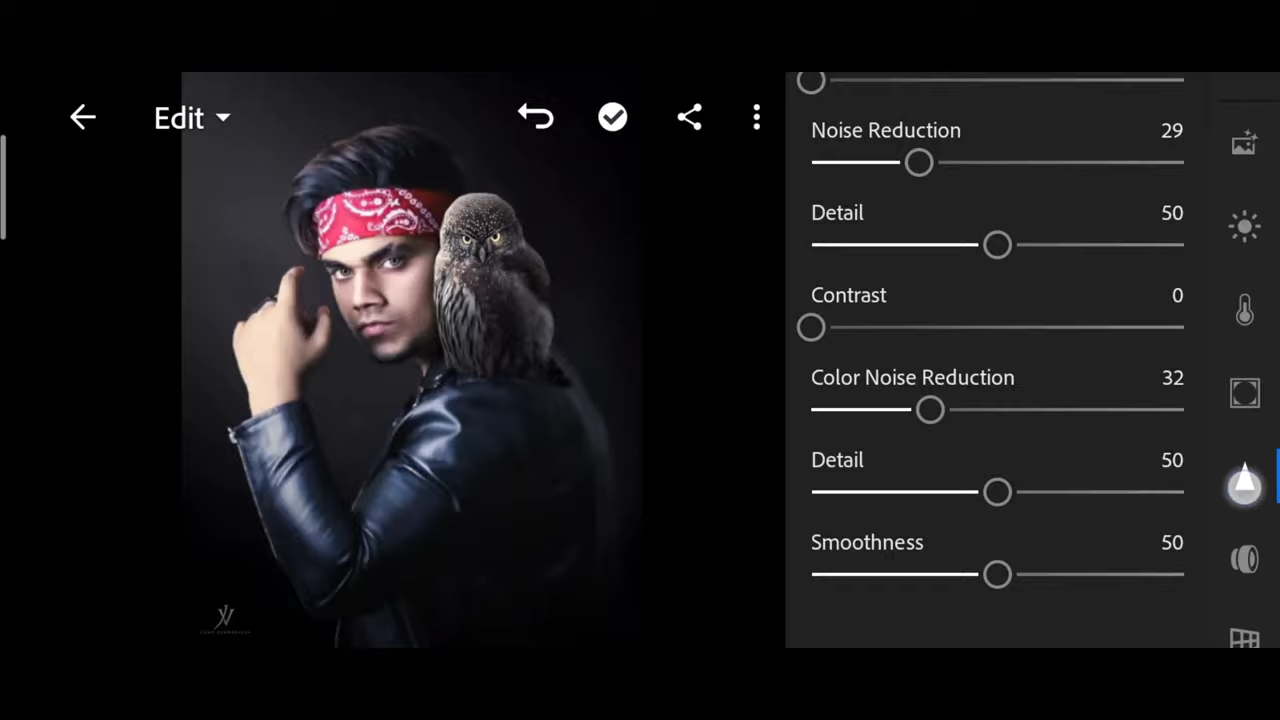 Edit
Noise Reduction 29
Detail 50
Contrast 0
Color Noise Reduction 32
Detail 50
Smoothness 50